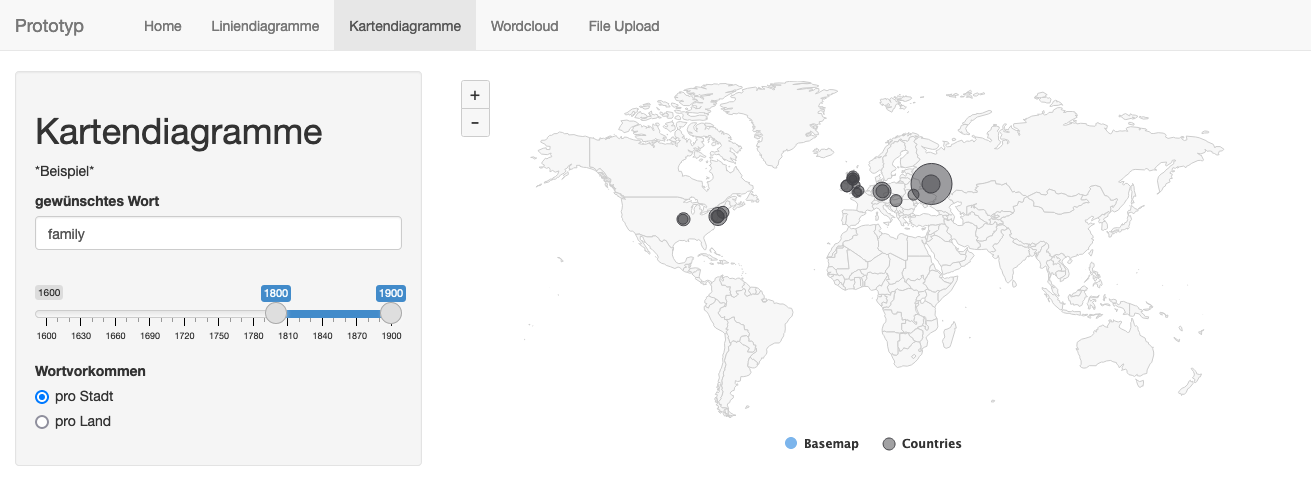 Prototyp Home Liniendiagramme Kartendiagramme Wordcloud File Upload
Kartendiagramme
*Beispiel*
gewünschtes Wort
family
1600 1800 1900
1600 1630 1660 1690 1720 1750 1780 1810 1840 1870 1900
Wortvorkommen
pro Stadt
pro Land
+
-
Basemap Countries